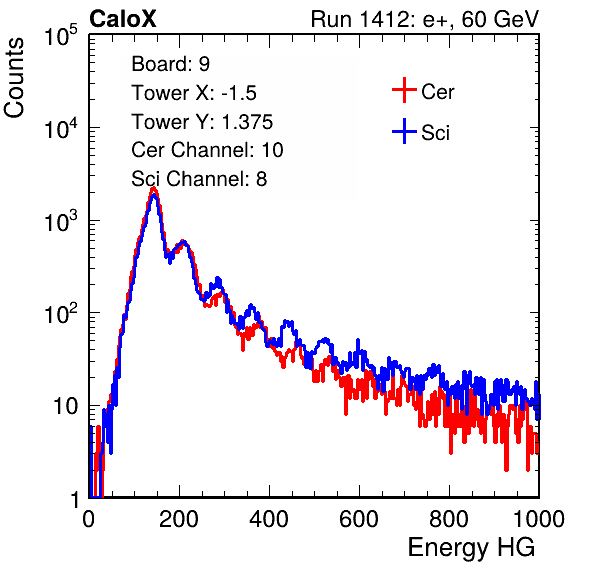 CaloX Run 1412: e+, 60 GeV
Board: 9
Tower X: -1.5
Tower Y: 1.375
Cer Channel: 10
Sci Channel: 8
Cer
Sci
Counts
10^5
10^4
10^3
10^2
10
1
0 200 400 600 800 1000
Energy HG